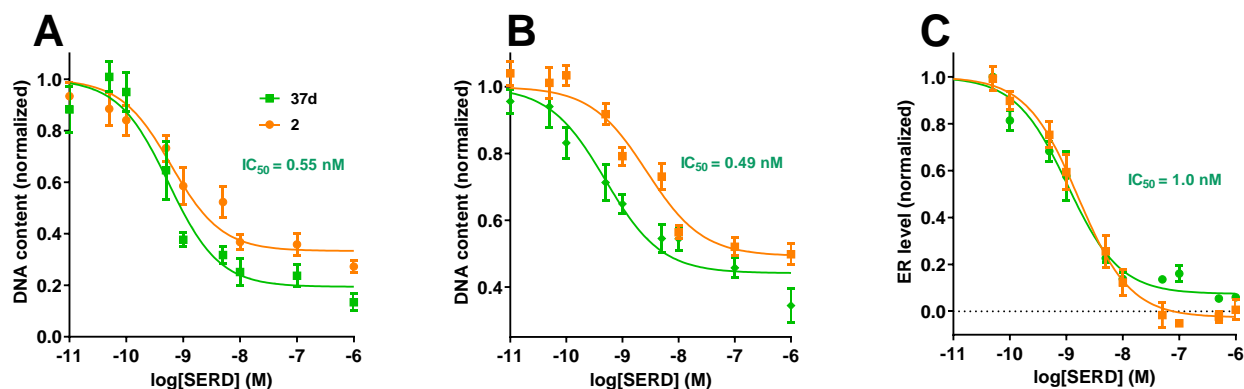 A
DNA content (normalized)
1.0
0.8
0.6
0.4
0.2
0.0
37d
2
IC50 = 0.55 nM
-11 -10 -9 -8 -7 -6
log[SERD] (M)
B
DNA content (normalized)
1.0
0.8
0.6
0.4
IC50 = 0.49 nM
-11 -10 -9 -8 -7 -6
log[SERD] (M)
C
ER level (normalized)
1.0
0.8
0.6
0.4
0.2
0.0
IC50 = 1.0 nM
-11 -10 -9 -8 -7 -6
log[SERD] (M)